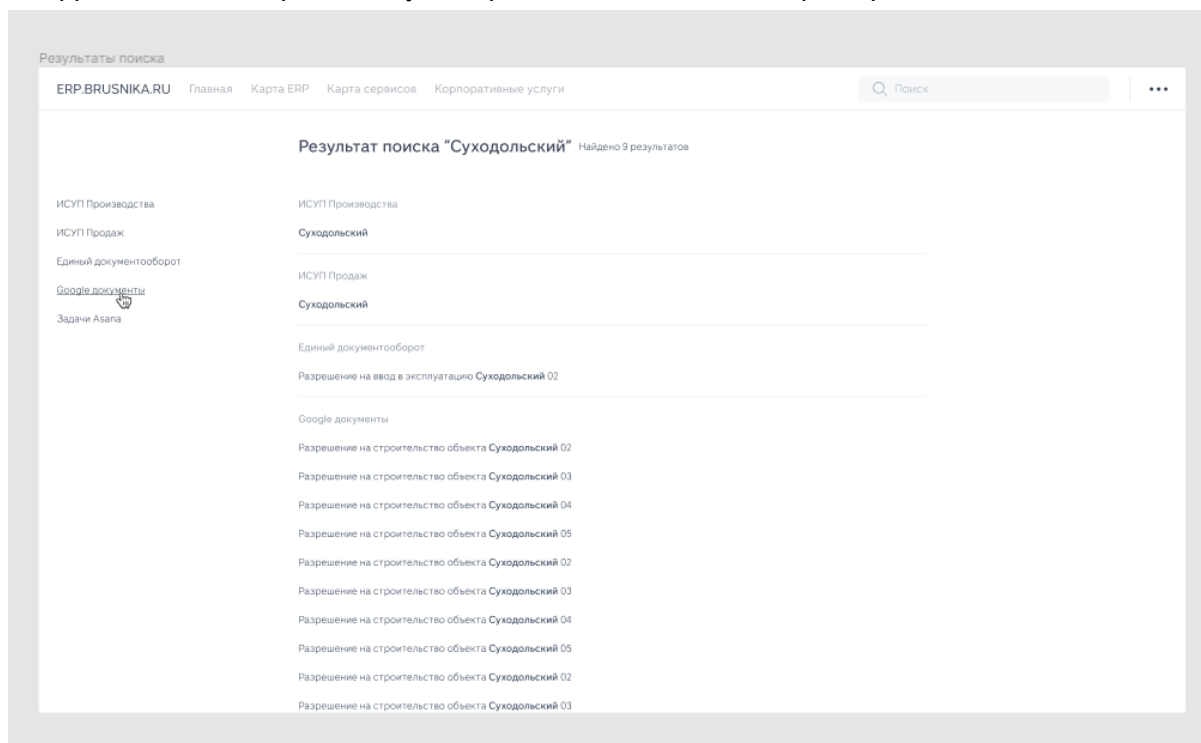 Результаты поиска
ERP.BRUSNIKA.RU Главная Карта ERP Карта сервисов Корпоративные услуги Поиск
Результат поиска "Суходольский" Найдено 9 результатов
ИСУП Производства
ИСУП Продаж
Единый документооборот
Google документы
Задачи Asana
ИСУП Производства
Суходольский
ИСУП Продаж
Суходольский
Единый документооборот
Разрешение на ввод в эксплуатацию Суходольский 02
Google документы
Разрешение на строительство объекта Суходольский 02
Разрешение на строительство объекта Суходольский 03
Разрешение на строительство объекта Суходольский 04
Разрешение на строительство объекта Суходольский 05
Разрешение на строительство объекта Суходольский 02
Разрешение на строительство объекта Суходольский 03
Разрешение на строительство объекта Суходольский 04
Разрешение на строительство объекта Суходольский 05
Разрешение на строительство объекта Суходольский 02
Разрешение на строительство объекта Суходольский 03